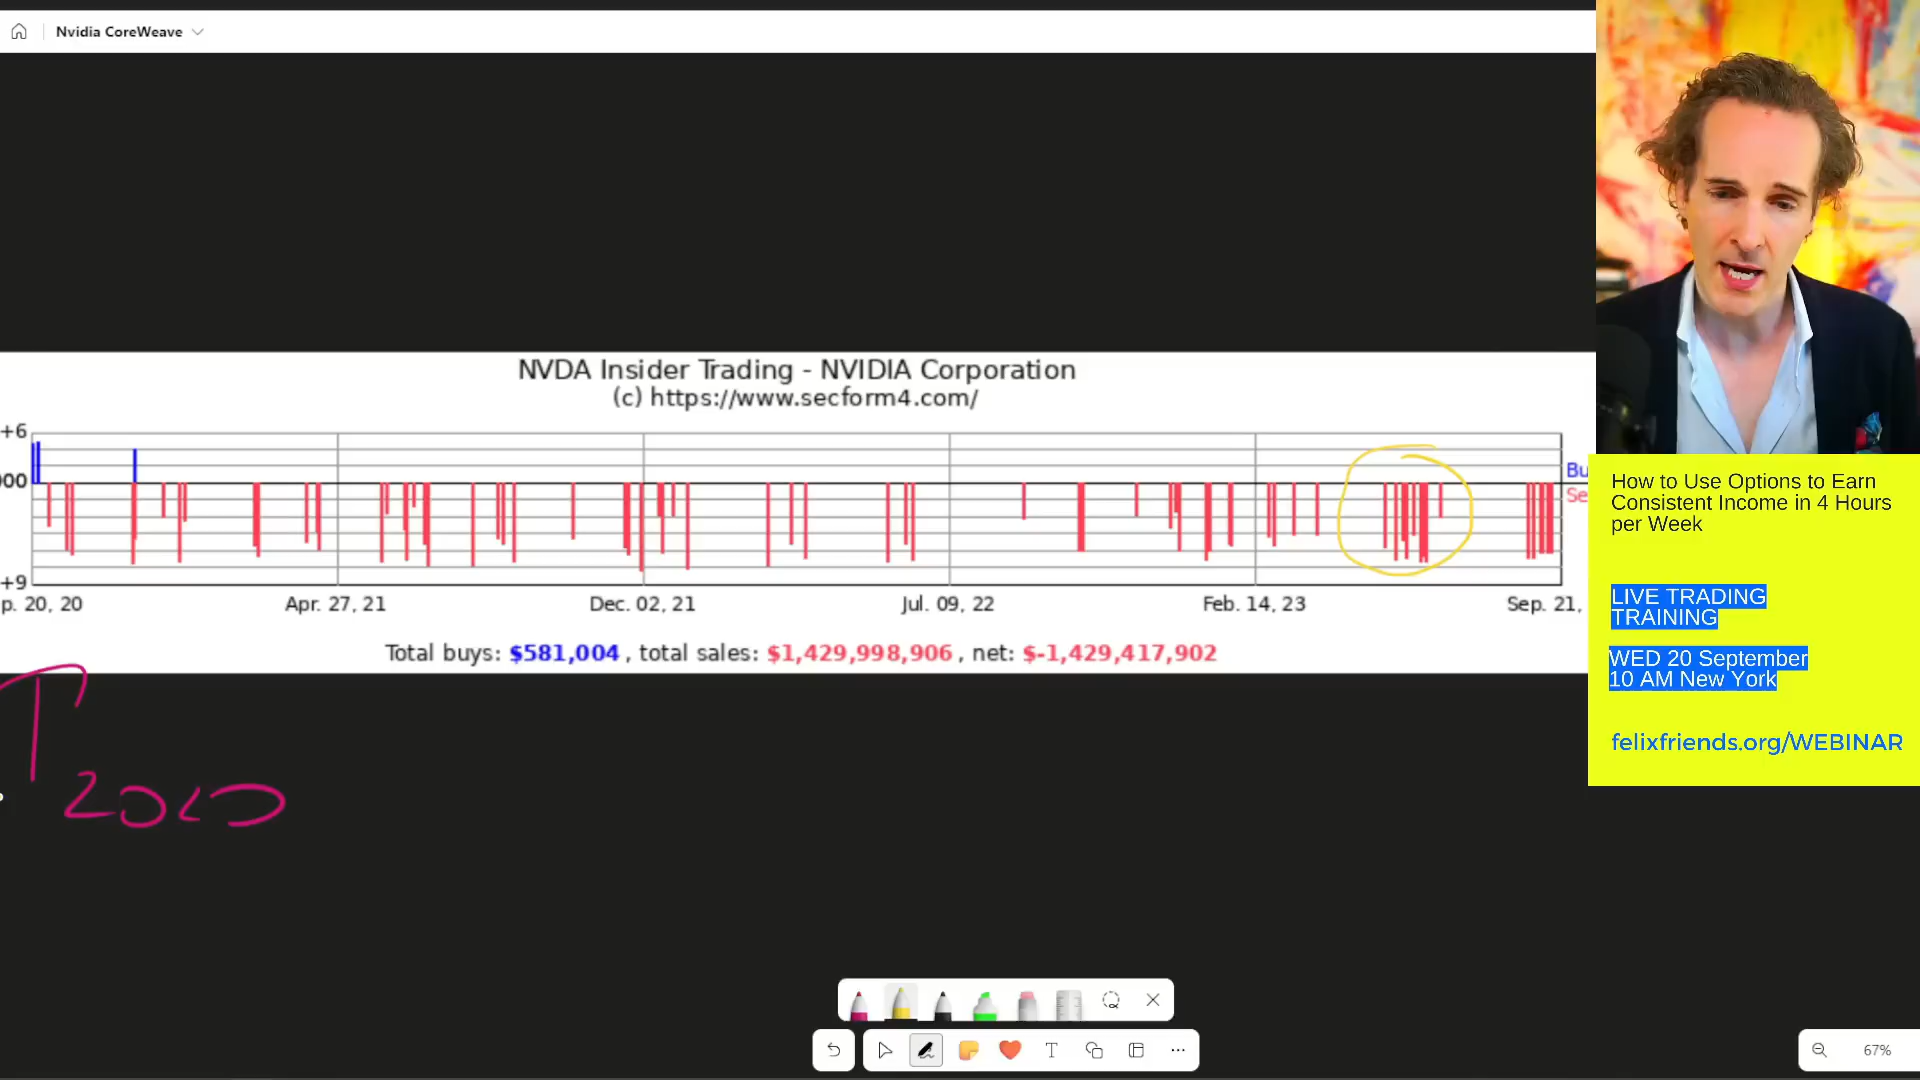 Nvidia CoreWeave
NVDA Insider Trading - NVIDIA Corporation
(c) https://www.secform4.com/
+6
00
+9
Bu
Se
p. 20, 20
Apr. 27, 21
Dec. 02, 21
Jul. 09, 22
Feb. 14, 23
Sep. 21,
Total buys: $581,004 , total sales: $1,429,998,906 , net: $-1,429,417,902
How to Use Options to Earn
Consistent Income in 4 Hours
per Week
LIVE TRADING
TRAINING
WED 20 September
10 AM New York
felixfriends.org/WEBINAR
T
67%